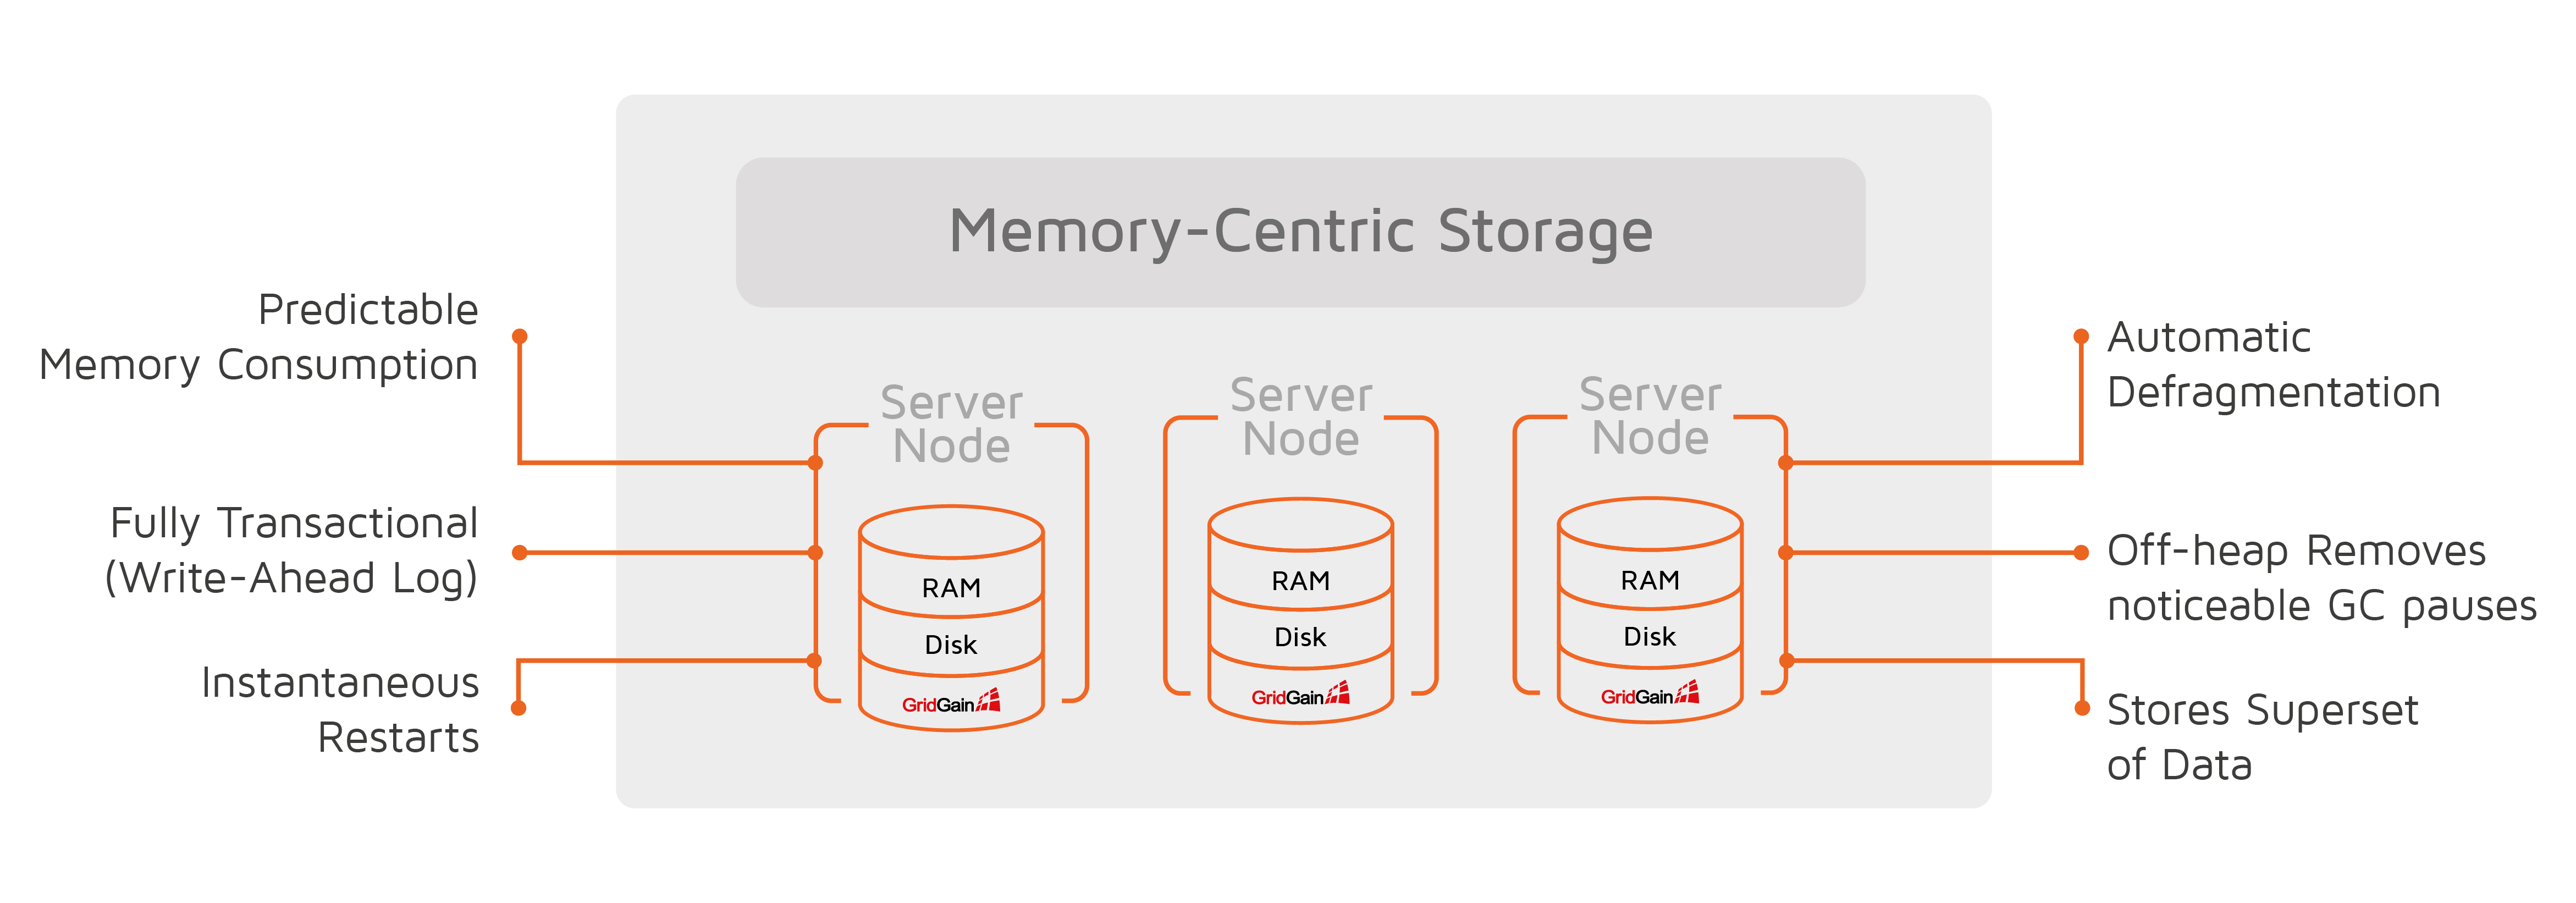 Memory-Centric Storage
Predictable
Memory Consumption
Fully Transactional
(Write-Ahead Log)
Instantaneous
Restarts
Server
Node
RAM
Disk
GridGain
Server
Node
RAM
Disk
GridGain
Server
Node
RAM
Disk
GridGain
Automatic
Defragmentation
Off-heap Removes
noticeable GC pauses
Stores Superset
of Data